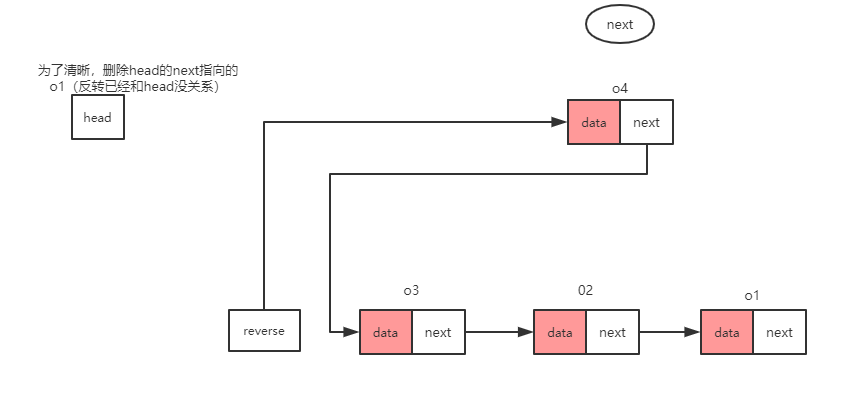 next
为了清晰，删除head的next指向的
o1（反转已经和head没关系）
head
o4
data next
o3
02
o1
reverse
data next
data next
data next